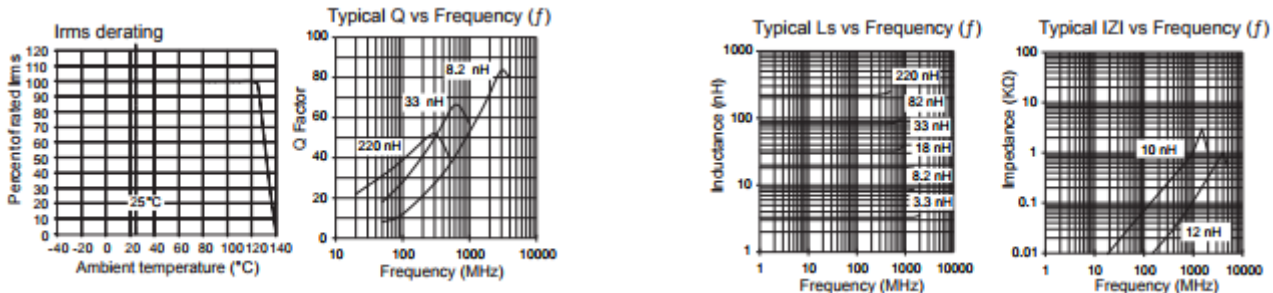 Irms derating
Percent of rated Irms
120
110
100
90
80
70
60
50
40
30
20
10
0
25°C
-40 -20 0 20 40 60 80 100 120 140
Ambient temperature (°C)
Typical Q vs Frequency (ƒ)
Q Factor
100
80
60
40
20
0
8.2 nH
33 nH
220 nH
10 100 1000 10000
Frequency (MHz)
Typical Ls vs Frequency (ƒ)
Inductance (nH)
1000
100
10
1
220 nH
82 nH
33 nH
18 nH
8.2 nH
3.3 nH
1 10 100 1000 10000
Frequency (MHz)
Typical IZI vs Frequency (ƒ)
Impedance (KΩ)
100
10
1
0.1
0.01
10 nH
12 nH
1 10 100 1000 10000
Frequency (MHz)